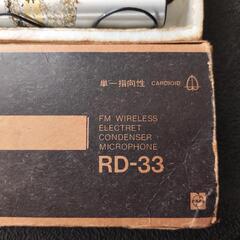 単一指向性 CARDIOID
FM WIRELESS
ELECTRET
CONDENSER
MICROPHONE
RD-33